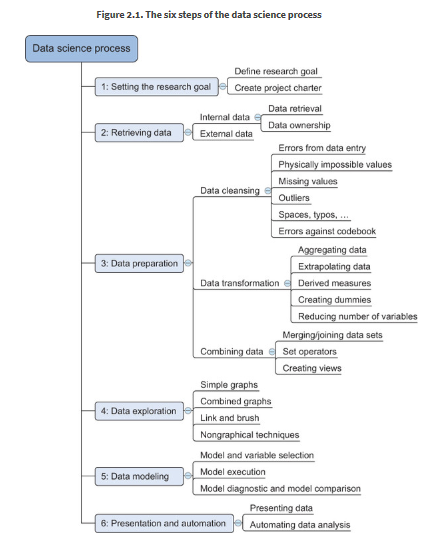 Figure 2.1. The six steps of the data science process
Data science process
1: Setting the research goal
Define research goal
Create project charter
2: Retrieving data
Internal data
Data retrieval
Data ownership
External data
3: Data preparation
Data cleansing
Errors from data entry
Physically impossible values
Missing values
Outliers
Spaces, typos, ...
Errors against codebook
Data transformation
Aggregating data
Extrapolating data
Derived measures
Creating dummies
Reducing number of variables
Combining data
Merging/joining data sets
Set operators
Creating views
4: Data exploration
Simple graphs
Combined graphs
Link and brush
Nongraphical techniques
5: Data modeling
Model and variable selection
Model execution
Model diagnostic and model comparison
6: Presentation and automation
Presenting data
Automating data analysis